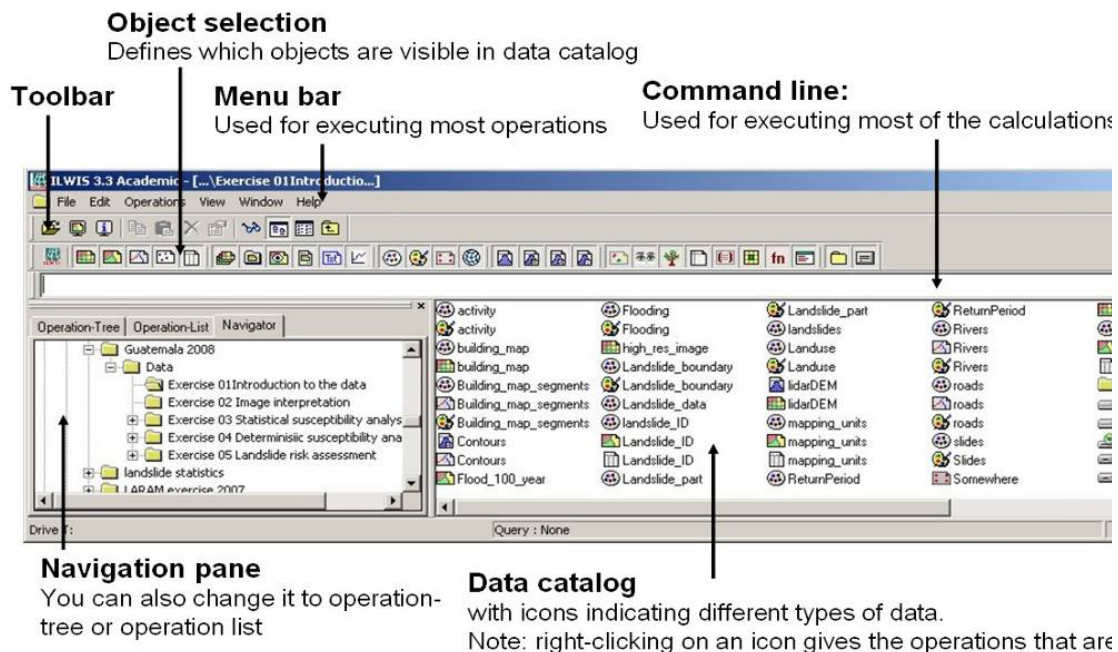 Object selection
Defines which objects are visible in data catalog
Toolbar
Menu bar
Used for executing most operations
Command line:
Used for executing most of the calculations
ILWIS 3.3 Academic - [...\Exercise 01Introductio...]
File Edit Operations View Window Help
fn
Operation-Tree Operation-List Navigator
Guatemala 2008
Data
Exercise 01Introduction to the data
Exercise 02 Image interpretation
Exercise 03 Statistical susceptibility analys
Exercise 04 Determinisiic susceptibility ana
Exercise 05 Landslide risk assessment
landslide statistics
LARAM exercise 2007
activity
activity
building_map
building_map
Building_map_segments
Building_map_segments
Building_map_segments
Contours
Contours
Flood_100_year
Flooding
Flooding
high_res_image
Landslide_boundary
Landslide_boundary
Landslide_data
landslide_ID
Landslide_ID
Landslide_ID
Landslide_part
Landslide_part
landslides
Landuse
Landuse
lidarDEM
lidarDEM
mapping_units
mapping_units
mapping_units
ReturnPeriod
ReturnPeriod
Rivers
Rivers
Rivers
roads
roads
roads
slides
Slides
Somewhere
Drive T:
Query : None
Navigation pane
You can also change it to operation-
tree or operation list
Data catalog
with icons indicating different types of data.
Note: right-clicking on an icon gives the operations that are